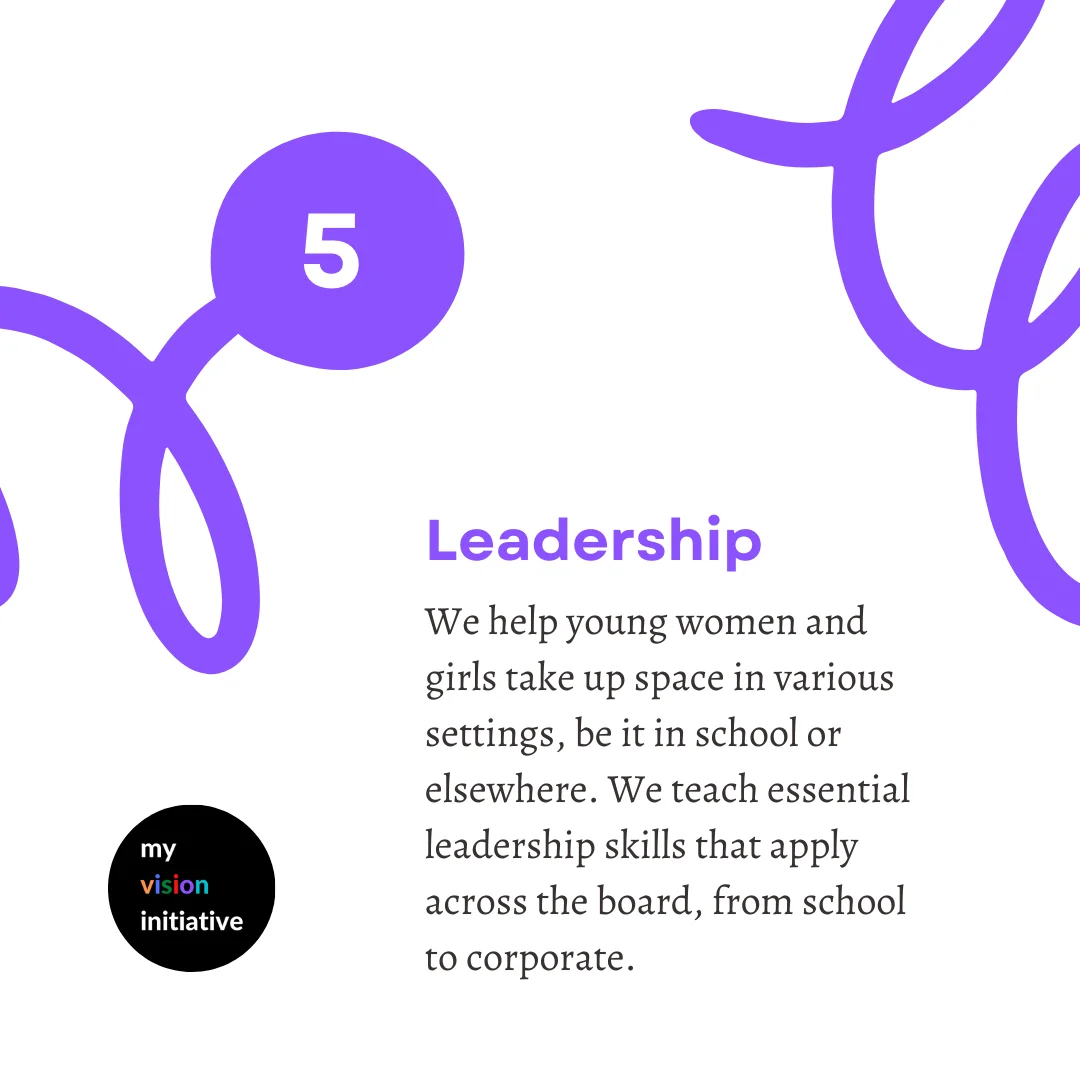 5
Leadership
We help young women and
girls take up space in various
settings, be it in school or
elsewhere. We teach essential
leadership skills that apply
across the board, from school
to corporate.
my
vision
initiative